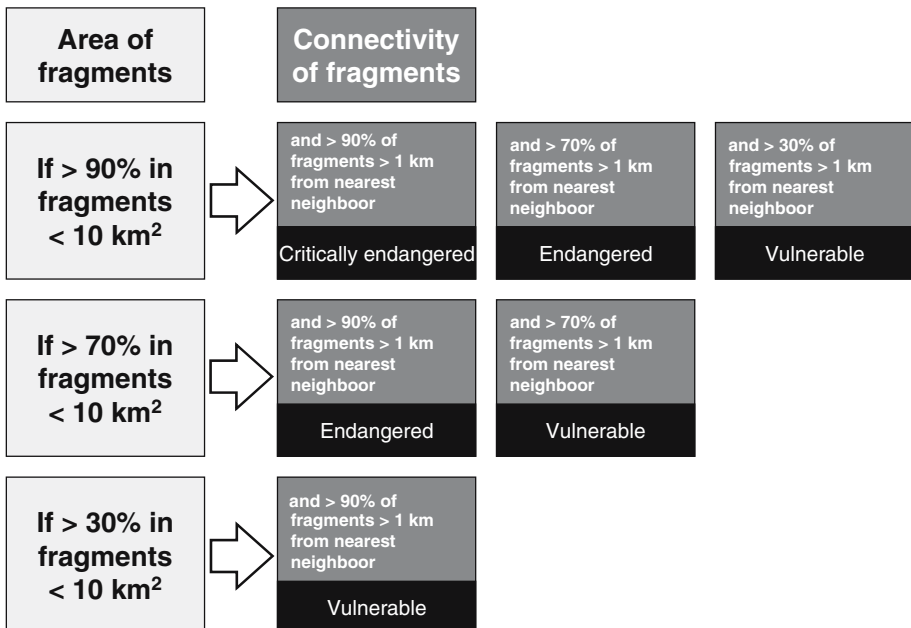 Area of
fragments
Connectivity
of fragments
If > 90% in
fragments
< 10 km²
and > 90% of
fragments > 1 km
from nearest
neighboor
Critically endangered
and > 70% of
fragments > 1 km
from nearest
neighboor
Endangered
and > 30% of
fragments > 1 km
from nearest
neighboor
Vulnerable
If > 70% in
fragments
< 10 km²
and > 90% of
fragments > 1 km
from nearest
neighboor
Endangered
and > 70% of
fragments > 1 km
from nearest
neighboor
Vulnerable
If > 30% in
fragments
< 10 km²
and > 90% of
fragments > 1 km
from nearest
neighboor
Vulnerable